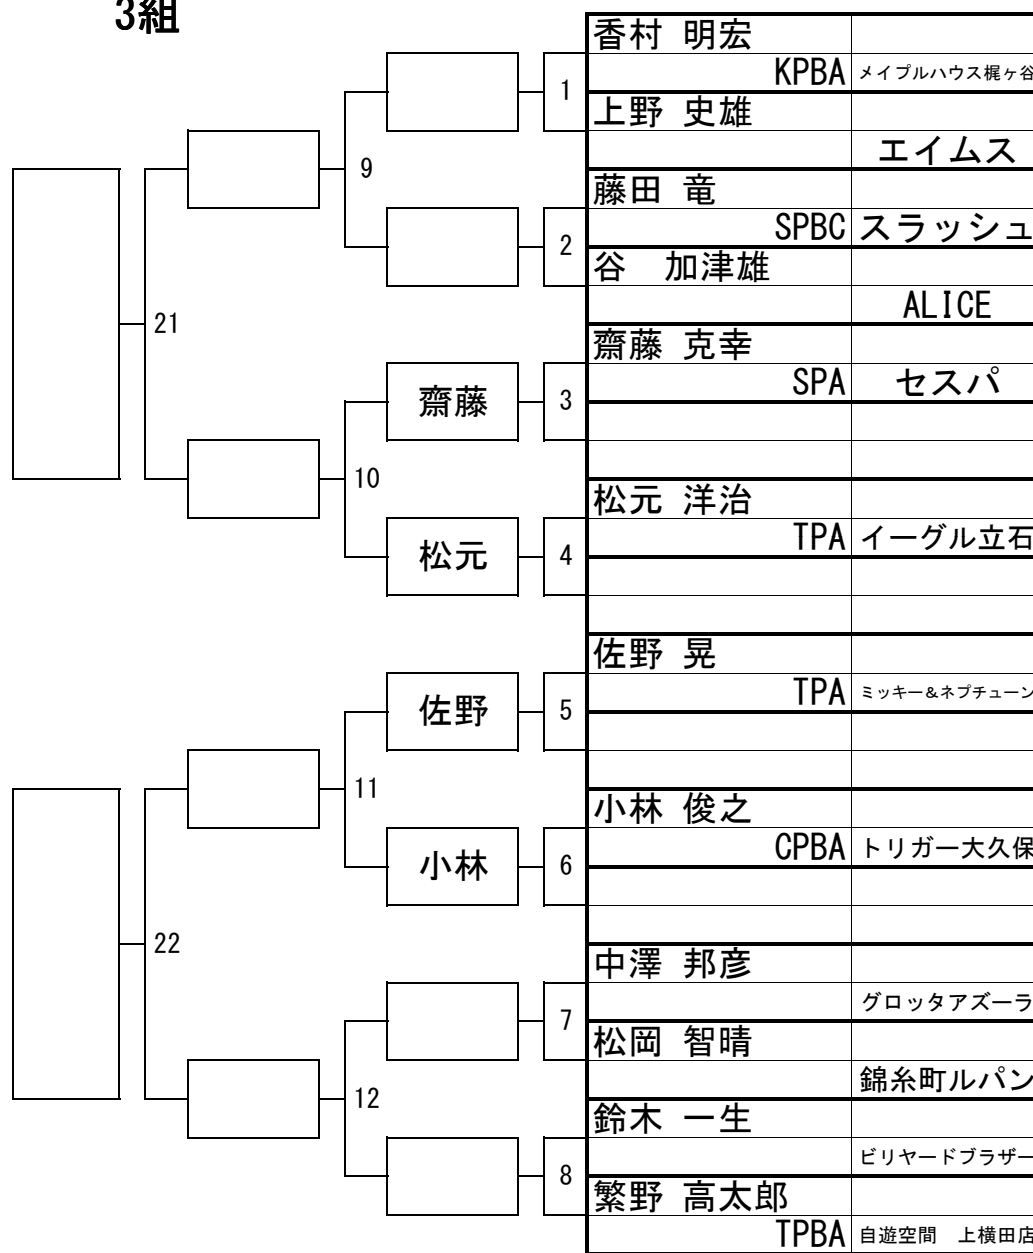 3組
香村 明宏
KPBA メイプルハウス梶ヶ谷
1
上野 史雄
エイムス
9
藤田 竜
SPBC スラッシュ
2
谷 加津雄
ALICE
21
齋藤 克幸
SPA セスパ
齋藤 3
10
松元 洋治
TPA イーグル立石
松元 4
佐野 晃
TPA ミッキー&ネプチューン
佐野 5
11
小林 俊之
CPBA トリガー大久保
小林 6
22
中澤 邦彦
グロッタアズーラ
7
松岡 智晴
錦糸町ルパン
12
鈴木 一生
ビリヤードブラザー
8
繁野 高太郎
TPBA 自遊空間 上横田店